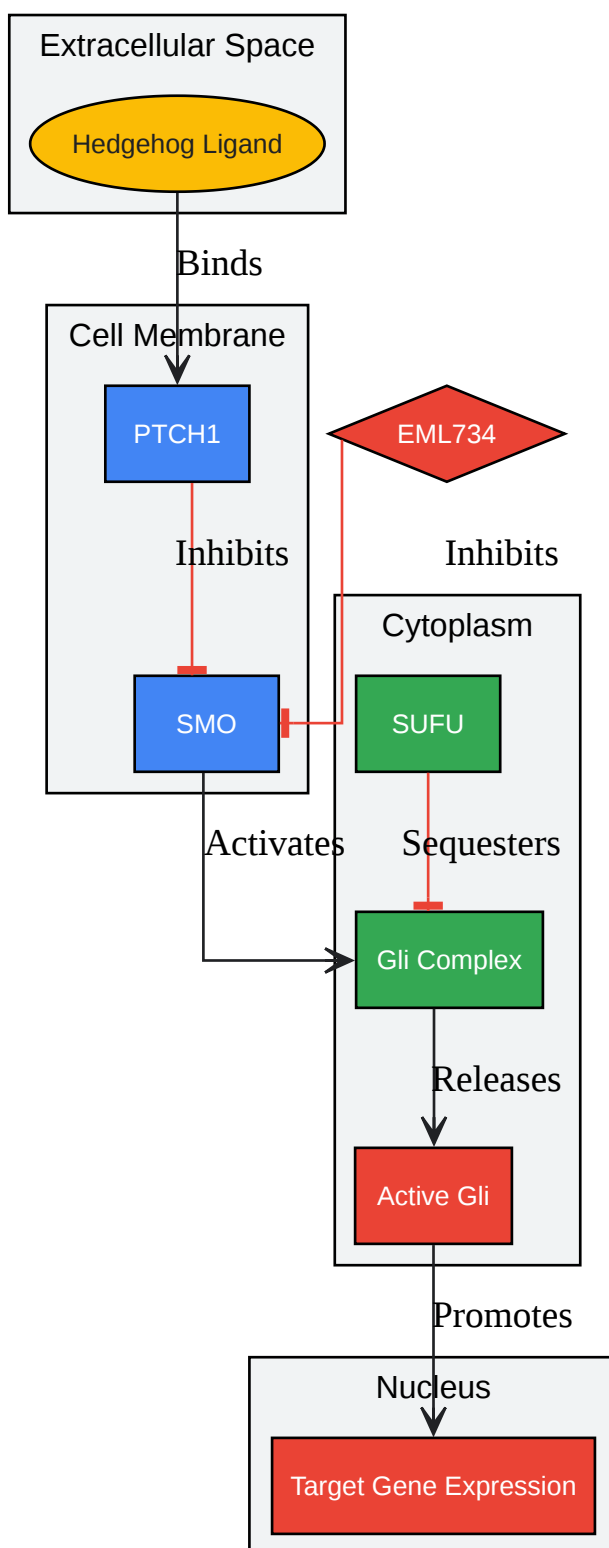 Extracellular Space
Hedgehog Ligand
Binds
Cell Membrane
PTCH1
EML734
Inhibits
Inhibits
Cytoplasm
SMO
SUFU
Activates
Sequesters
Gli Complex
Releases
Active Gli
Promotes
Nucleus
Target Gene Expression